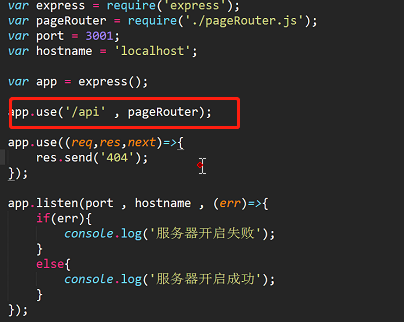 var express = require('express');
var pageRouter = require('./pageRouter.js');
var port = 3001;
var hostname = 'localhost';
var app = express();
app.use('/api' , pageRouter);
app.use((req,res,next)=>{
res.send('404');
});
app.listen(port , hostname , (err)=>{
if(err){
console.log('服务器开启失败');
}
else{
console.log('服务器开启成功');
}
});